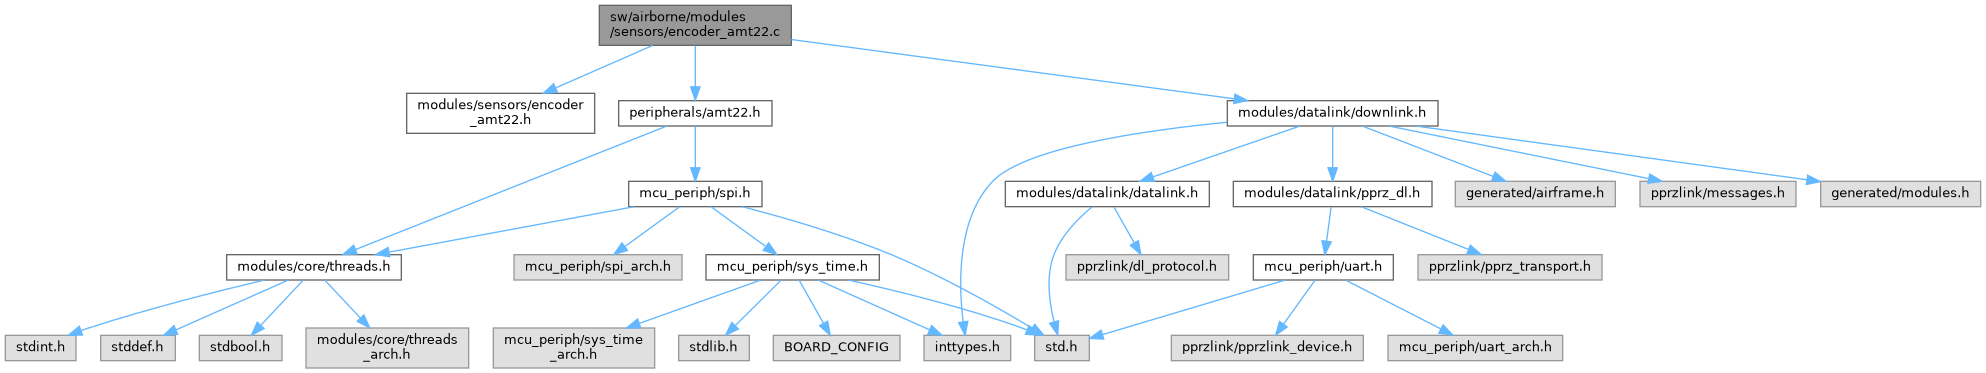 sw/airborne/modules
/sensors/encoder_amt22.c
modules/sensors/encoder
_amt22.h
peripherals/amt22.h
modules/datalink/downlink.h
mcu_periph/spi.h
modules/datalink/datalink.h
modules/datalink/pprz_dl.h
generated/airframe.h
pprzlink/messages.h
generated/modules.h
modules/core/threads.h
mcu_periph/spi_arch.h
mcu_periph/sys_time.h
pprzlink/dl_protocol.h
mcu_periph/uart.h
pprzlink/pprz_transport.h
stdint.h
stddef.h
stdbool.h
modules/core/threads
_arch.h
mcu_periph/sys_time
_arch.h
stdlib.h
BOARD_CONFIG
inttypes.h
std.h
pprzlink/pprzlink_device.h
mcu_periph/uart_arch.h